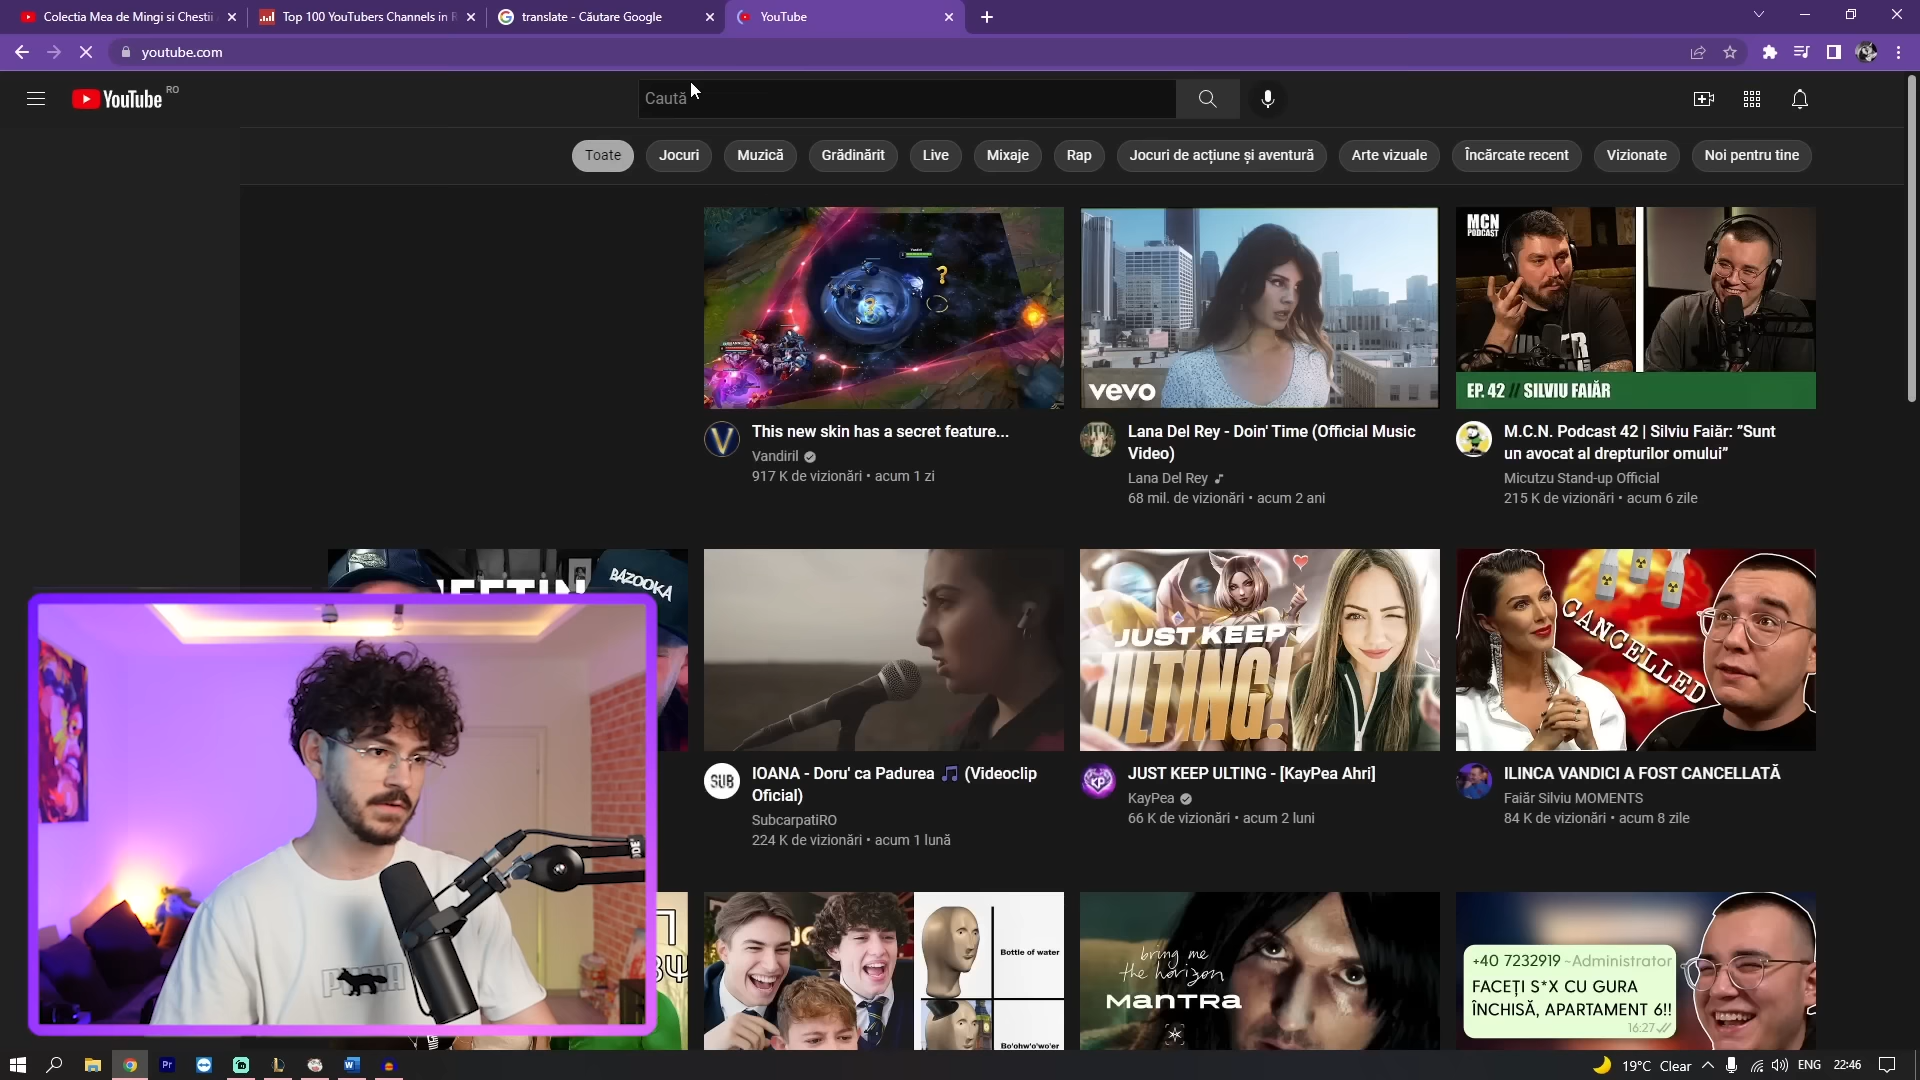 Colectia Mea de Mingi si Chestii
Top 100 YouTubers Channels in R
translate - Căutare Google
YouTube
youtube.com
YouTube RO
Caută
Toate
Jocuri
Muzică
Grădinărit
Live
Mixaje
Rap
Jocuri de acțiune și aventură
Arte vizuale
Încărcate recent
Vizionate
Noi pentru tine
vevo
MCN
PODCAST
EP. 42 // SILVIU FAIĂR
This new skin has a secret feature...
Vandiril
917 K de vizionări • acum 1 zi
Lana Del Rey - Doin' Time (Official Music
Video)
Lana Del Rey
68 mil. de vizionări • acum 2 ani
M.C.N. Podcast 42 | Silviu Faiăr: ”Sunt
un avocat al drepturilor omului”
Micutzu Stand-up Official
215 K de vizionări • acum 6 zile
BAZOOKA
JUST KEEP
ULTING!
CANCELLED
SUB
IOANA - Doru' ca Padurea 🎵 (Videoclip
Oficial)
SubcarpatiRO
224 K de vizionări • acum 1 lună
JUST KEEP ULTING - [KayPea Ahri]
KayPea
66 K de vizionări • acum 2 luni
ILINCA VANDICI A FOST CANCELLATĂ
Faiăr Silviu MOMENTS
84 K de vizionări • acum 8 zile
PUMA
Bottle of water
Bo'ohw'o'wo'er
bring me
the horizon
MANTRA
+40 7232919 ~Administrator
FACEȚI S*X CU GURA
ÎNCHISĂ, APARTAMENT 6!!
16:27
19°C Clear
ENG
22:46